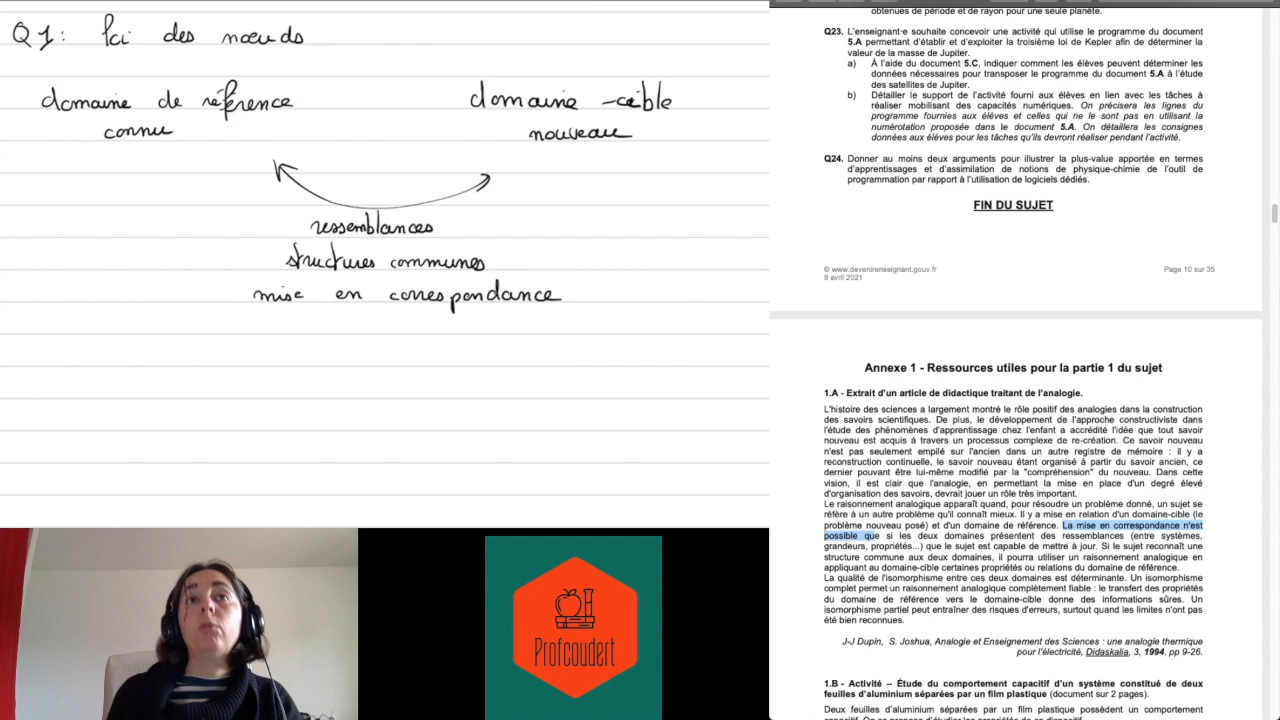 Q1: Ici des nœuds
domaine de référence
connu
domaine-cible
nouveau
ressemblances
structures communes
mise en correspondance
obtenues de période et de rayon pour une seule planète.
Q23. L'enseignant·e souhaite concevoir une activité qui utilise le programme du document
5.A permettant d'établir et d'exploiter la troisième loi de Kepler afin de déterminer la
valeur de la masse de Jupiter.
a) À l'aide du document 5.C, indiquer comment les élèves peuvent déterminer les
données nécessaires pour transposer le programme du document 5.A à l'étude
des satellites de Jupiter.
b) Détailler le support de l'activité fourni aux élèves en lien avec les tâches à
réaliser mobilisant des capacités numériques. On précisera les lignes du
programme fournies aux élèves et celles qui ne le sont pas en utilisant la
numérotation proposée dans le document 5.A. On détaillera les consignes
données aux élèves pour les tâches qu'ils devront réaliser pendant l'activité.
Q24. Donner au moins deux arguments pour illustrer la plus-value apportée en termes
d'apprentissages et d'assimilation de notions de physique-chimie de l'outil de
programmation par rapport à l'utilisation de logiciels dédiés.
FIN DU SUJET
© www.devenirenseignant.gouv.fr
Page 10 sur 35
9 avril 2021
Annexe 1 - Ressources utiles pour la partie 1 du sujet
1.A - Extrait d'un article de didactique traitant de l'analogie.
L'histoire des sciences a largement montré le rôle positif des analogies dans la construction
des savoirs scientifiques. De plus, le développement de l'approche constructiviste dans
l'étude des phénomènes d'apprentissage chez l'enfant a accrédité l'idée que tout savoir
nouveau est acquis à travers un processus complexe de re-création. Ce savoir nouveau
n'est pas seulement empilé sur l'ancien dans un autre registre de mémoire : il y a
reconstruction continuelle, le savoir nouveau étant organisé à partir du savoir ancien, ce
dernier pouvant être lui-même modifié par la "compréhension" du nouveau. Dans cette
vision, il est clair que l'analogie, en permettant la mise en place d'un degré élevé
d'organisation des savoirs, devrait jouer un rôle très important.
Le raisonnement analogique apparaît quand, pour résoudre un problème donné, un sujet se
réfère à un autre problème qu'il connaît mieux. Il y a mise en relation d'un domaine-cible (le
problème nouveau posé) et d'un domaine de référence. La mise en correspondance n'est
possible que si les deux domaines présentent des ressemblances (entre systèmes,
grandeurs, propriétés...) que le sujet est capable de mettre à jour. Si le sujet reconnaît une
structure commune aux deux domaines, il pourra utiliser un raisonnement analogique en
appliquant au domaine-cible certaines propriétés ou relations du domaine de référence.
La qualité de l'isomorphisme entre ces deux domaines est déterminante. Un isomorphisme
complet permet un raisonnement analogique complètement fiable : le transfert des propriétés
du domaine de référence vers le domaine-cible donne des informations sûres. Un
isomorphisme partiel peut entraîner des risques d'erreurs, surtout quand les limites n'ont pas
été bien reconnues.
J-J Dupin, S. Joshua, Analogie et Enseignement des Sciences : une analogie thermique
pour l'électricité, Didaskalia, 3, 1994, pp 9-26.
1.B - Activité – Étude du comportement capacitif d'un système constitué de deux
feuilles d'aluminium séparées par un film plastique (document sur 2 pages).
Deux feuilles d'aluminium séparées par un film plastique possèdent un comportement
Profcoudert